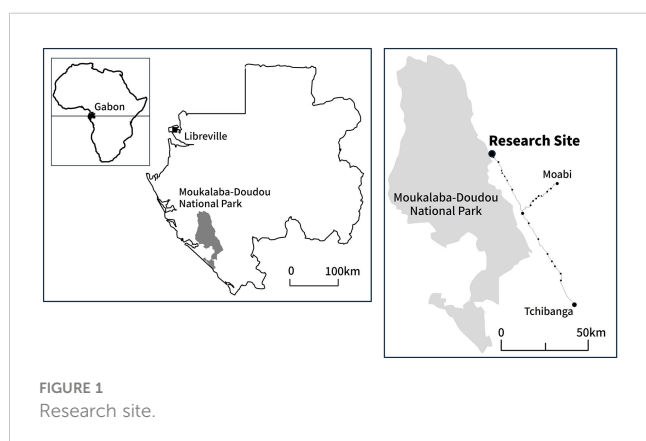 Gabon
Libreville
Moukalaba-Doudou
National Park
0 100km
Research Site
Moabi
Moukalaba-Doudou
National Park
Tchibanga
0 50km
FIGURE 1
Research site.